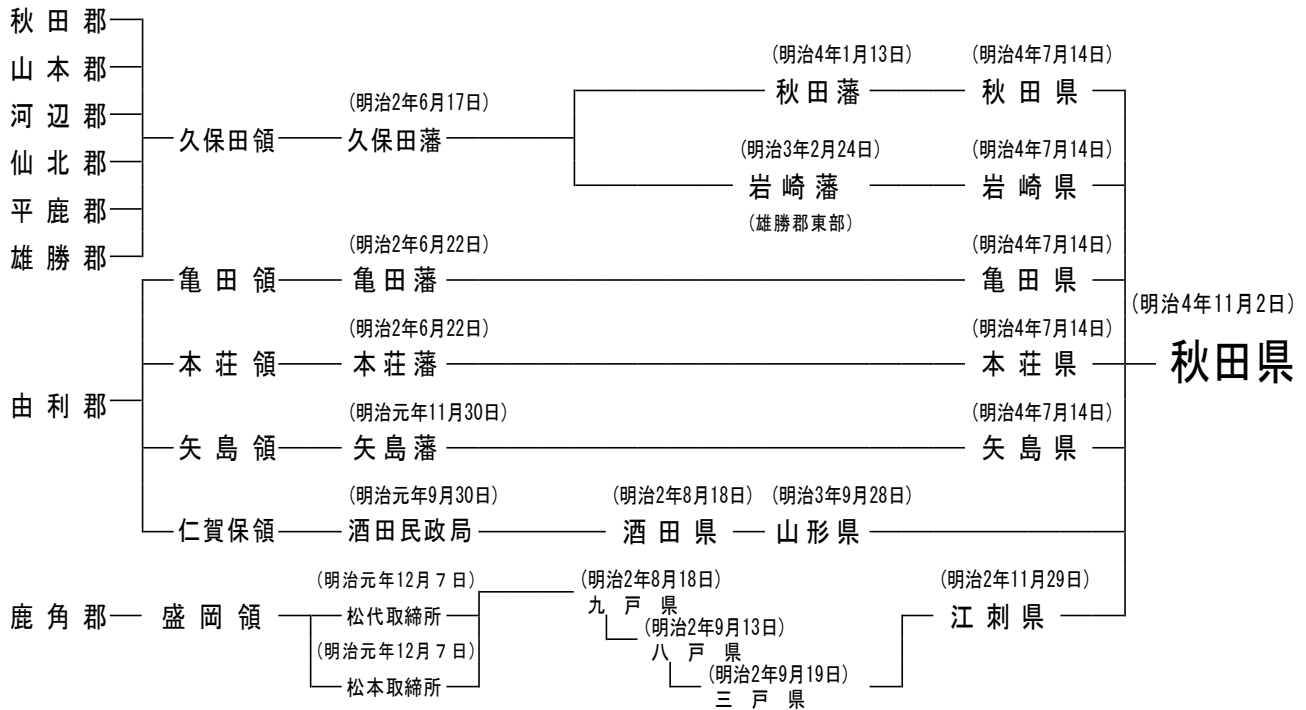 秋田郡
山本郡
河辺郡
仙北郡
平鹿郡
雄勝郡
久保田領
(明治2年6月17日)
久保田藩
(明治4年1月13日)
秋田藩
(明治4年7月14日)
秋田県
(明治3年2月24日)
岩崎藩
(雄勝郡東部)
(明治4年7月14日)
岩崎県
由利郡
亀田領
(明治2年6月22日)
亀田藩
(明治4年7月14日)
亀田県
本荘領
(明治2年6月22日)
本荘藩
(明治4年7月14日)
本荘県
矢島領
(明治元年11月30日)
矢島藩
(明治4年7月14日)
矢島県
仁賀保領
(明治元年9月30日)
酒田民政局
(明治2年8月18日)
酒田県
(明治3年9月28日)
山形県
鹿角郡
盛岡領
(明治元年12月7日)
松代取締所
(明治元年12月7日)
松本取締所
(明治2年8月18日)
九戸県
(明治2年9月13日)
八戸県
(明治2年9月19日)
三戸県
(明治2年11月29日)
江刺県
(明治4年11月2日)
秋田県